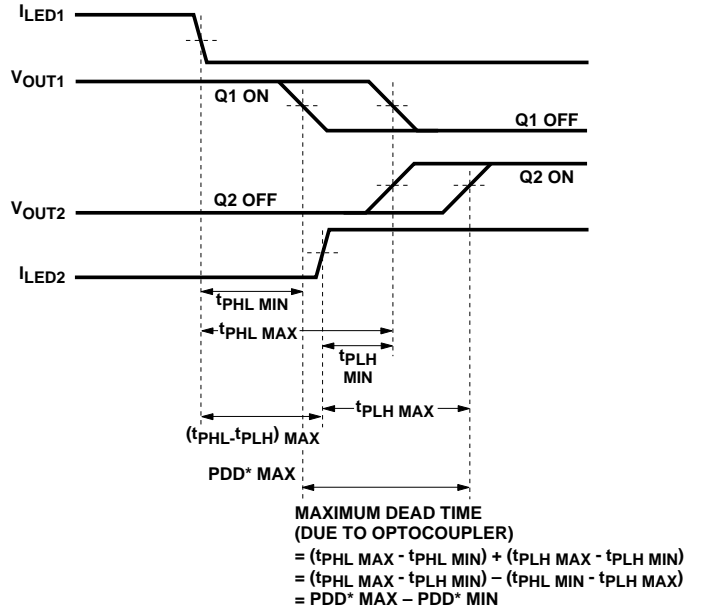 ILED1
VOUT1
Q1 ON
Q1 OFF
Q2 OFF
Q2 ON
VOUT2
ILED2
tPHL MIN
tPHL MAX
tPLH
MIN
tPLH MAX
(tPHL-tPLH) MAX
PDD* MAX
MAXIMUM DEAD TIME
(DUE TO OPTOCOUPLER)
= (tPHL MAX - tPHL MIN) + (tPLH MAX - tPLH MIN)
= (tPHL MAX - tPLH MIN) – (tPHL MIN - tPLH MAX)
= PDD* MAX – PDD* MIN